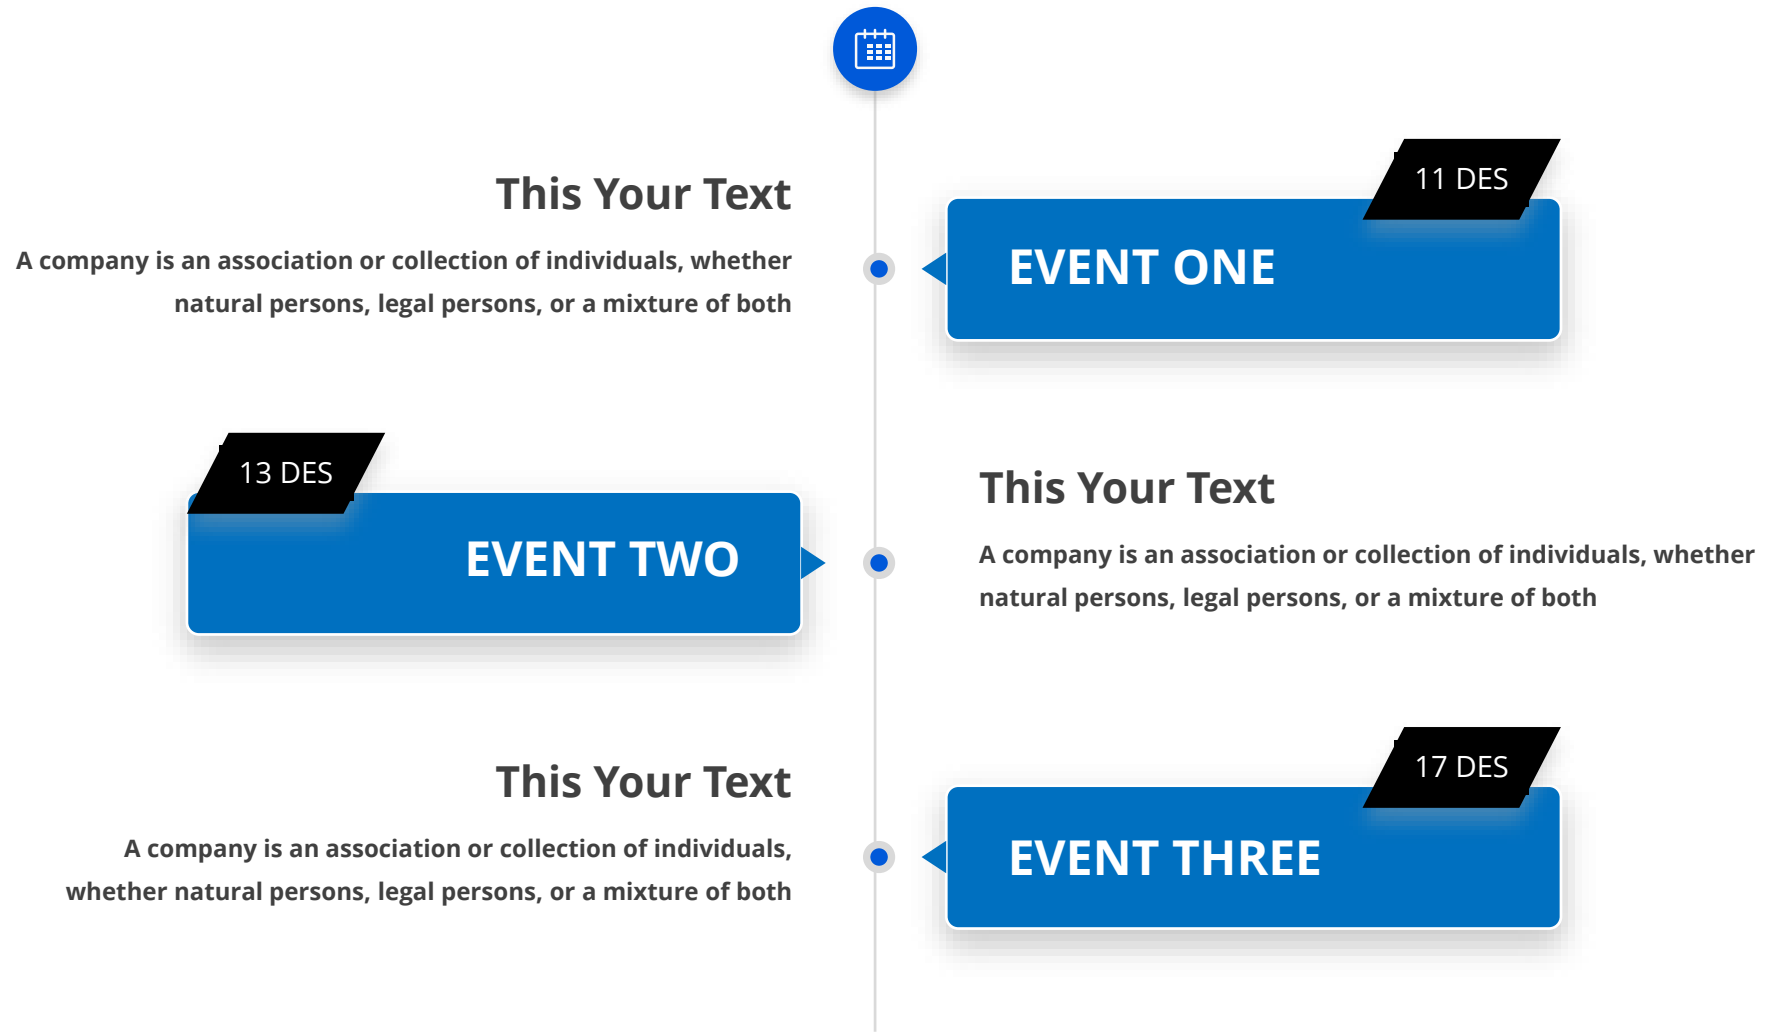 This Your Text
A company is an association or collection of individuals, whether
natural persons, legal persons, or a mixture of both
11 DES
EVENT ONE
13 DES
EVENT TWO
This Your Text
A company is an association or collection of individuals, whether
natural persons, legal persons, or a mixture of both
This Your Text
A company is an association or collection of individuals,
whether natural persons, legal persons, or a mixture of both
17 DES
EVENT THREE